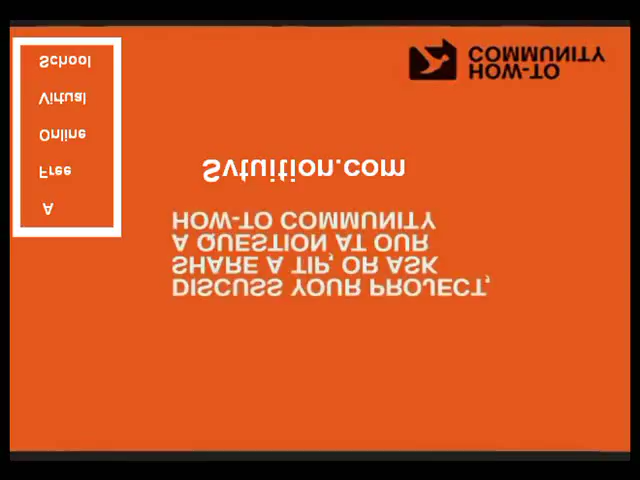 DISCUSS YOUR PROJECT,
SHARE A TIP, OR ASK
A QUESTION AT OUR
HOW-TO COMMUNITY
Svtuition.com
A
Free
Online
Virtual
School
HOW-TO
COMMUNITY